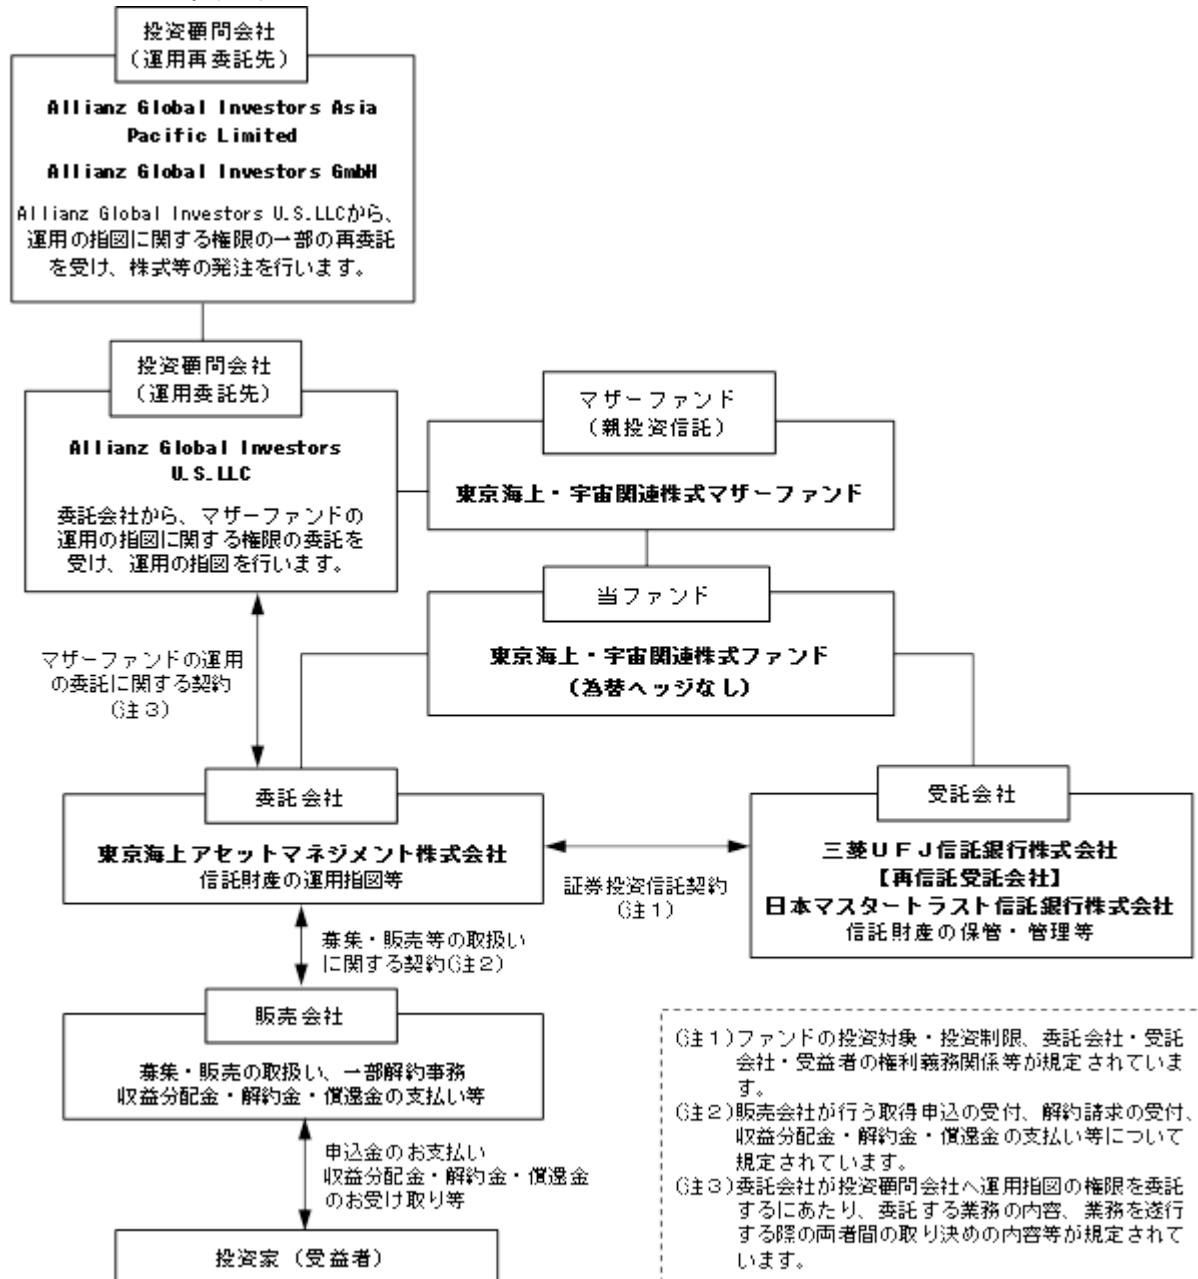 投資顧問会社
（運用再委託先）
Allianz Global Investors Asia
Pacific Limited
Allianz Global Investors GmbH
Allianz Global Investors U.S.LLCから、
運用の指図に関する権限の一部の再委託
を受け、株式等の発注を行います。
投資顧問会社
（運用委託先）
Allianz Global Investors
U.S.LLC
委託会社から、マザーファンドの
運用の指図に関する権限の委託を
受け、運用の指図を行います。
マザーファンド
（親投資信託）
東京海上・宇宙関連株式マザーファンド
当ファンド
東京海上・宇宙関連株式ファンド
（為替ヘッジなし）
マザーファンドの運用
の委託に関する契約
（注３）
委託会社
東京海上アセットマネジメント株式会社
信託財産の運用指図等
証券投資信託契約
（注１）
受託会社
三菱ＵＦＪ信託銀行株式会社
【再信託受託会社】
日本マスタートラスト信託銀行株式会社
信託財産の保管・管理等
募集・販売等の取扱い
に関する契約（注２）
販売会社
募集・販売の取扱い、一部解約事務
収益分配金・解約金・償還金の支払い等
申込金のお支払い
収益分配金・解約金・償還金
のお受け取り等
投資家（受益者）
（注１）ファンドの投資対象・投資制限、委託会社・受託
会社・受益者の権利義務関係等が規定されていま
す。
（注２）販売会社が行う取得申込の受付、解約請求の受付、
収益分配金・解約金・償還金の支払い等について
規定されています。
（注３）委託会社が投資顧問会社へ運用指図の権限を委託
するにあたり、委託する業務の内容、業務を遂行
する際の両者間の取り決めの内容等が規定されて
います。